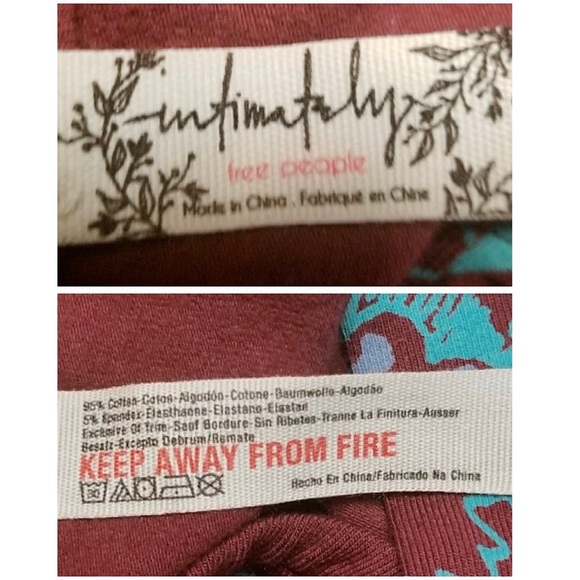 intimately
free people
Made in China . Fabriqué en Chine
95% Cotton-Coton-Algodón-Cotone-Baumwolle-Algodão
5% Spandex-Elasthanne-Elastano-Elastan
Exclusive Of Trim-Sauf Bordure-Sin Ribetes-Tranne La Finitura-Ausser
Besatz-Excepto Debrum/Remate
KEEP AWAY FROM FIRE
30
Hecho En China/Fabricado Na China